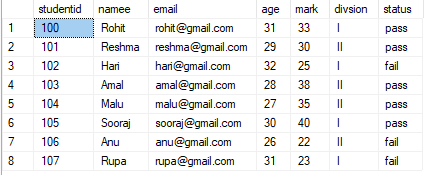 studentid namee email age mark divsion status
1 100 Rohit rohit@gmail.com 31 33 I pass
2 101 Reshma reshma@gmail.com 29 30 II pass
3 102 Hari hari@gmail.com 32 25 I fail
4 103 Amal amal@gmail.com 28 38 II pass
5 104 Malu malu@gmail.com 27 35 II pass
6 105 Sooraj sooraj@gmail.com 30 40 I pass
7 106 Anu anu@gmail.com 26 22 II fail
8 107 Rupa rupa@gmail.com 31 23 I fail